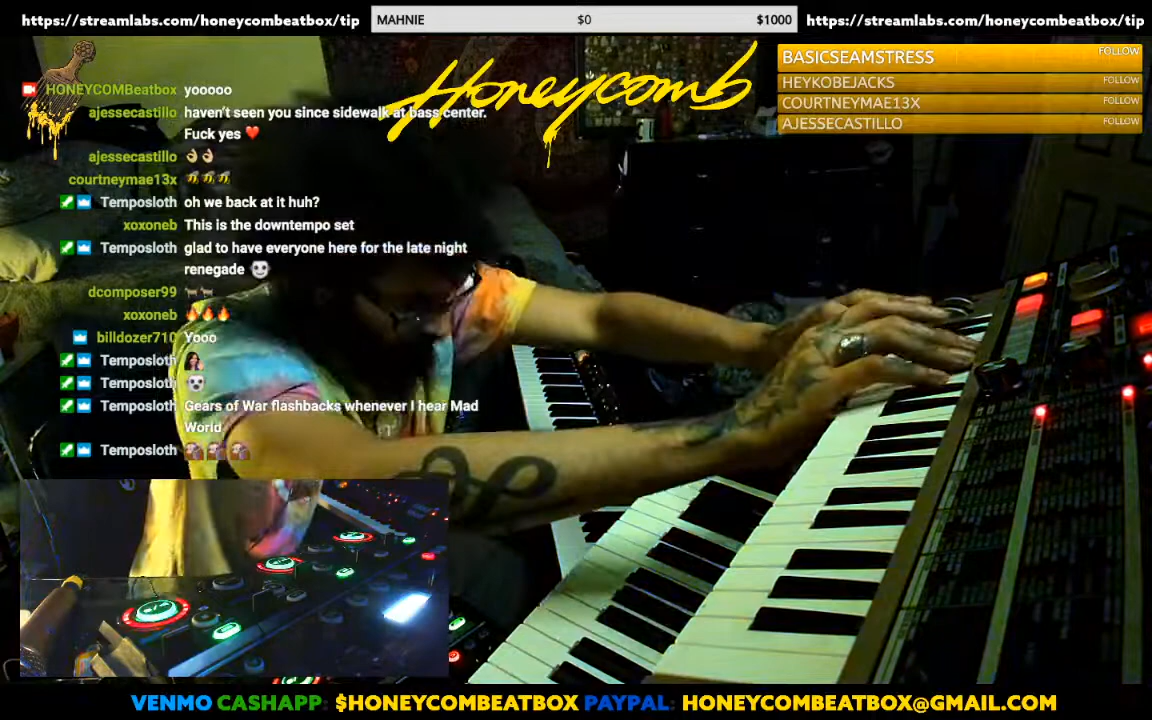 https://streamlabs.com/honeycombeatbox/tip
MAHNIE $0 $1000
https://streamlabs.com/honeycombeatbox/tip
Honeycomb
BASICSEAMSTRESS FOLLOW
HEYKOBEJACKS FOLLOW
COURTNEYMAE13X FOLLOW
AJESSECASTILLO FOLLOW
HONEYCOMBeatbox yooooo
ajessecastillo haven't seen you since sidewalk at bass center.
Fuck yes ❤️
ajessecastillo 👌🏼👌🏼
courtneymae13x 🐝🐝🐝
Temposloth oh we back at it huh?
xoxoneb This is the downtempo set
Temposloth glad to have everyone here for the late night
renegade
dcomposer99 🐐🐐
xoxoneb 🔥🔥🔥
billdozer710 Yooo
Temposloth
Temposloth
Temposloth Gears of War flashbacks whenever I hear Mad
World
Temposloth
VENMO CASHAPP: $HONEYCOMBEATBOX PAYPAL: HONEYCOMBEATBOX@GMAIL.COM